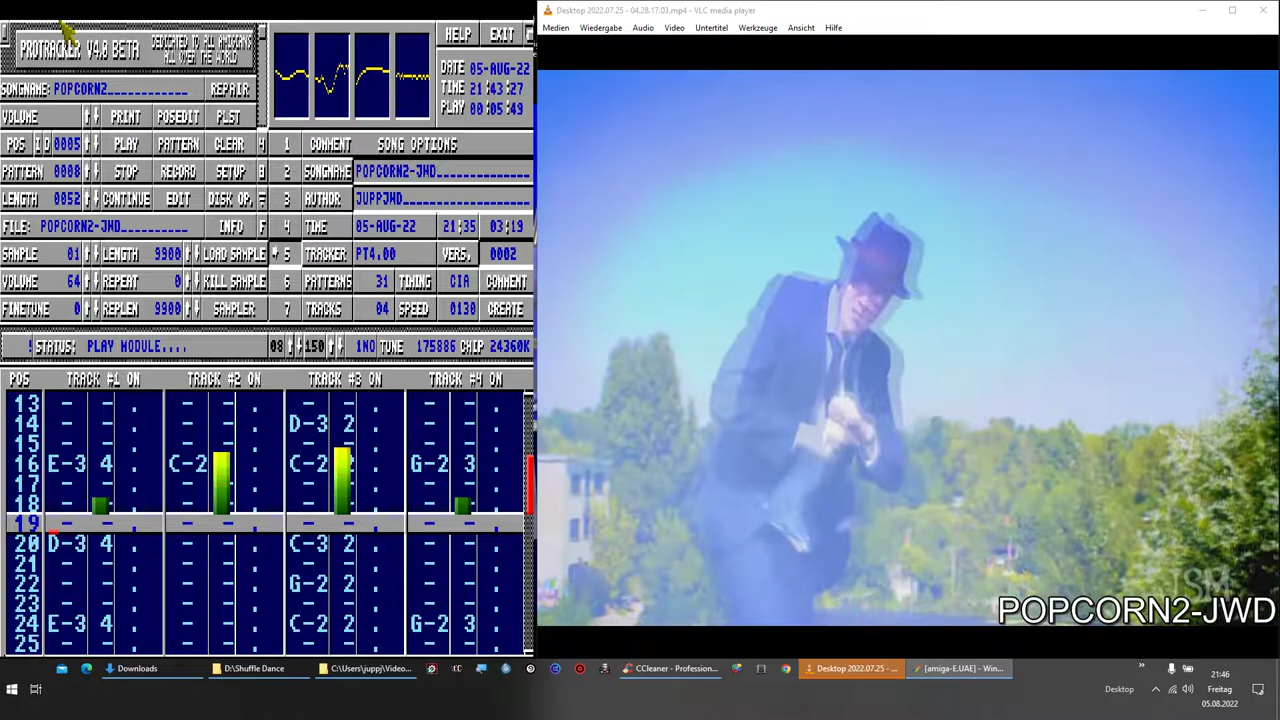 PROTRACKER V4.0 BETA
DEDICATED TO ALL AMIGIANS
ALL OVER THE WORLD
SONGNAME: POPCORN2____________ REPAIR
VOLUME PRINT POSEDIT PLST
POS I D 0005 PLAY PATTERN CLEAR
PATTERN 0008 STOP RECORD SETUP
LENGTH 0052 CONTINUE EDIT DISK OP.
FILE: POPCORN2-JWD__________ INFO
SAMPLE 01 LENGTH 9900 LOAD SAMPLE
VOLUME 64 REPEAT 0 KILL SAMPLE
FINETUNE 0 REPLEN 9900 SAMPLER
HELP EXIT
DATE 05-AUG-22
TIME 21:43:27
PLAY 00:05:49
1 COMMENT SONG OPTIONS
2 SONGNAME POPCORN2-JWD______________
3 AUTHOR JUPPJWD___________________
F 4 TIME 05-AUG-22 21:35 03:19
5 TRACKER PT4.00 VERS. 0002
6 PATTERNS 31 TIMING CIA COMMENT
7 TRACKS 04 SPEED 0130 CREATE
! STATUS: PLAY MODULE.... 08 150 1NO TUNE 175886 CHIP 24360K
POS TRACK #1 ON TRACK #2 ON TRACK #3 ON TRACK #4 ON
13 - - . - - . - - . - - .
14 - - . - - . D-3 2 . - - .
15 - - . - - . - - . - - .
16 E-3 4 . C-2 . C-2 . G-2 3 .
17 - - . - - . - - . - - .
18 - - . - - . - - . - - .
19 - - . - - . - - . - - .
20 D-3 4 . - - . C-3 2 . - - .
21 - - . - - . - - . - - .
22 - - . - - . G-2 2 . - - .
23 - - . - - . - - . - - .
24 E-3 4 . - - . C-2 2 . G-2 3 .
25 - - . - - . - - . - - .
Desktop 2022.07.25 - 04.28.17.03.mp4 - VLC media player
Medien Wiedergabe Audio Video Untertitel Werkzeuge Ansicht Hilfe
POPCORN2-JWD
Downloads D:\Shuffle Dance C:\Users\juppj\Video... CCleaner - Profession... Desktop 2022.07.25 - ... [amiga-E.UAE] - Win...
21:46
Desktop Freitag
05.08.2022